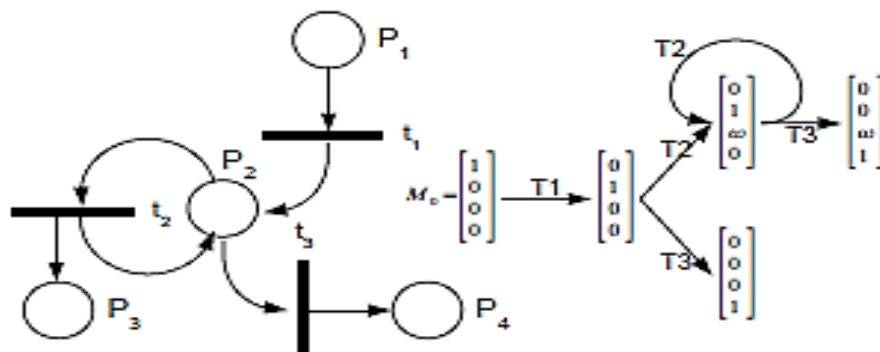 P1
t1
P2
t2
t3
P3
P4
M0 = [1 0 0 0]
T1
[0 1 0 0]
T2
T2
[0 1 ∞ 0]
T3
[0 0 ∞ 1]
T3
[0 0 0 1]